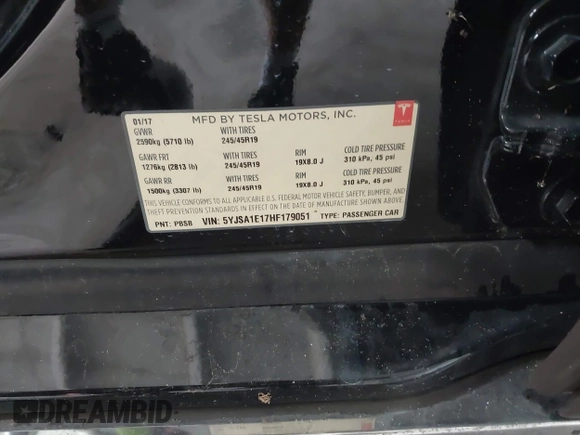 01/17
MFD BY TESLA MOTORS, INC.
TESLA
GVWR WITH TIRES
2590kg (5710 lb) 245/45R19
GAWR FRT WITH TIRES RIM COLD TIRE PRESSURE
1276kg (2813 lb) 245/45R19 19X8.0 J 310 kPa, 45 psi
GAWR RR WITH TIRES RIM COLD TIRE PRESSURE
1500kg (3307 lb) 245/45R19 19X8.0 J 310 kPa, 45 psi
THIS VEHICLE CONFORMS TO ALL APPLICABLE U.S. FEDERAL MOTOR VEHICLE SAFETY, BUMPER, AND
THEFT PREVENTION STANDARDS IN EFFECT ON THE DATE OF MANUFACTURE SHOWN ABOVE.
PNT: PBSB VIN: 5YJSA1E17HF179051 * TYPE: PASSENGER CAR
DREAMBID